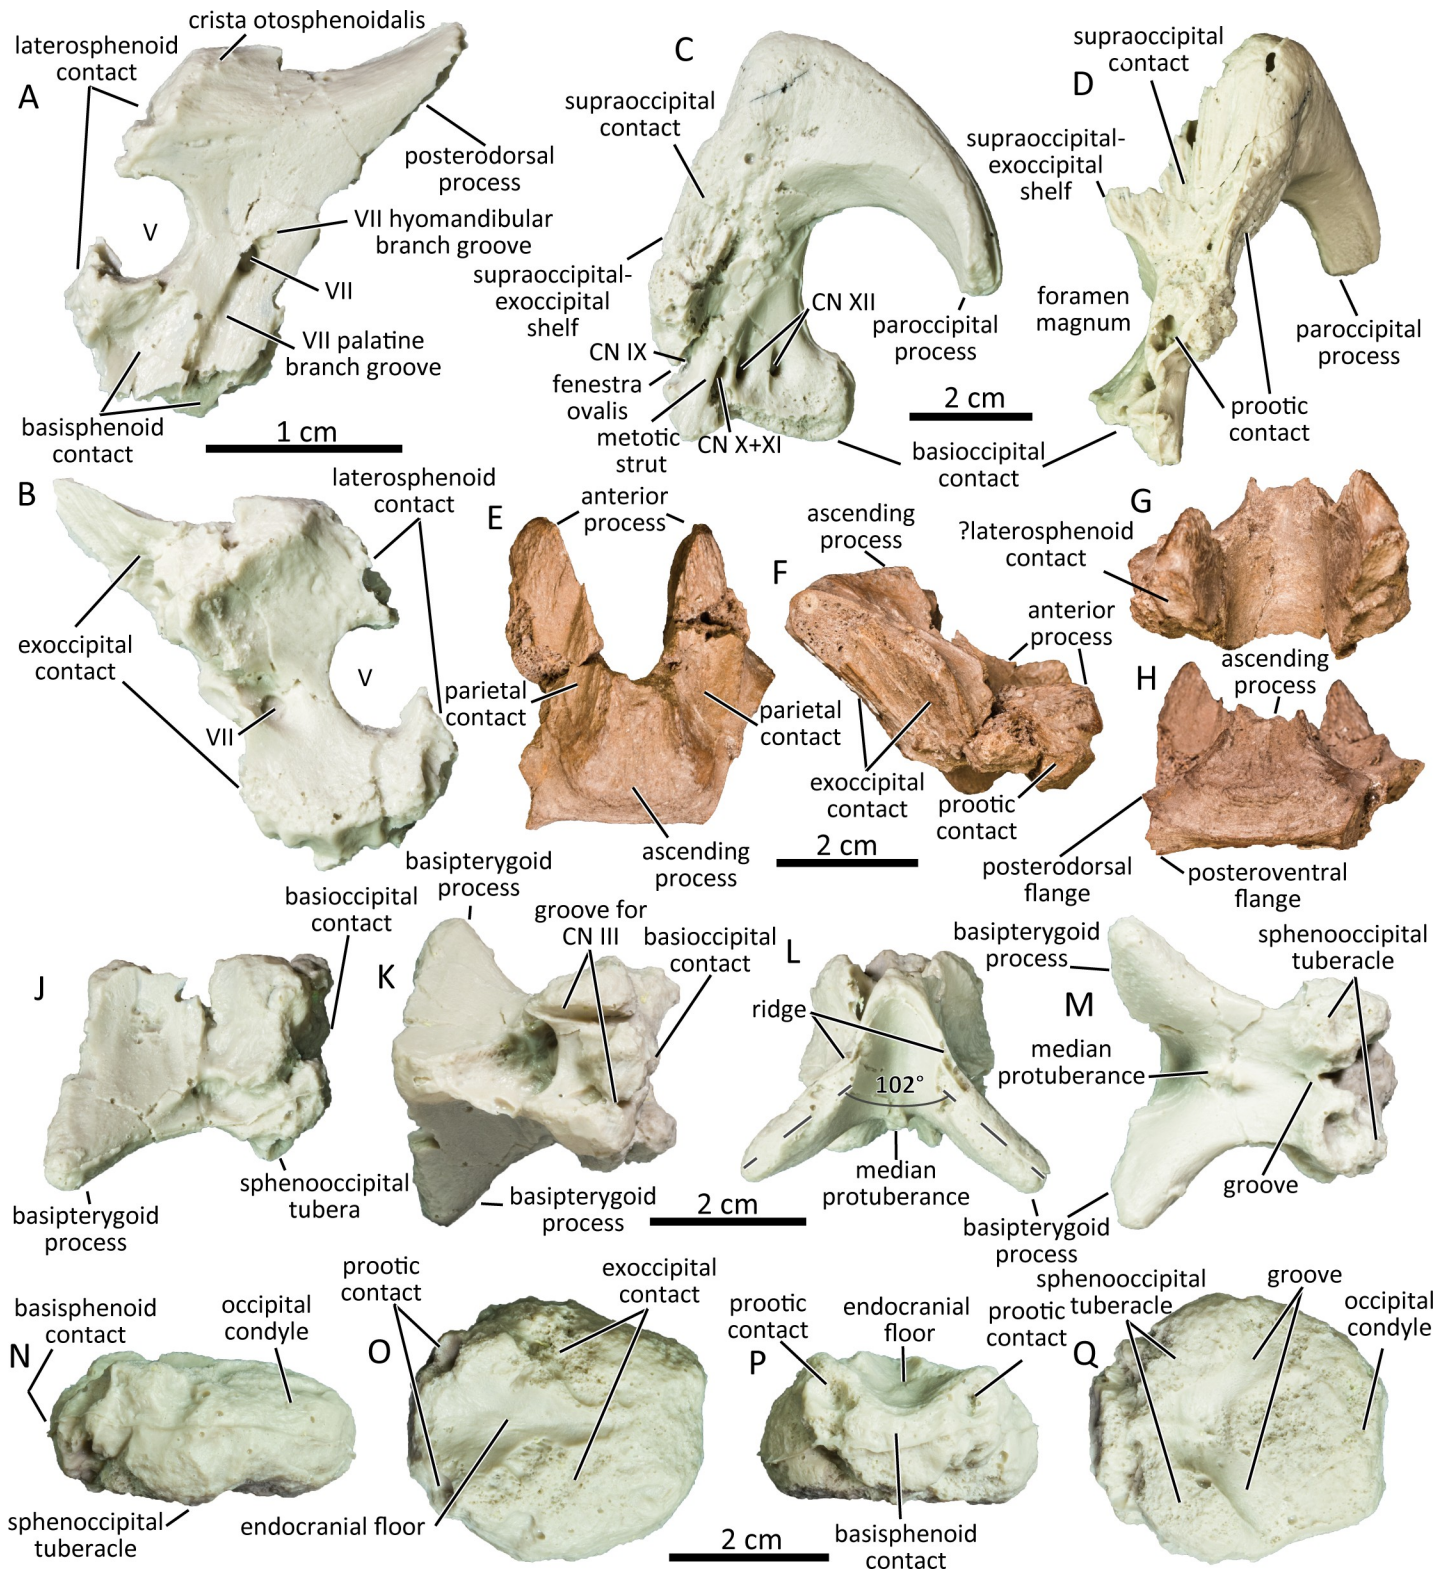 A
crista otosphenoidalis
laterosphenoid
contact
V
posterodorsal
process
VII hyomandibular
branch groove
VII
VII palatine
branch groove
basisphenoid
contact
1 cm
C
supraoccipital
contact
supraoccipital-
exoccipital
shelf
CN IX
fenestra
ovalis
metotic
strut
CN X+XI
CN XII
paroccipital
process
2 cm
basioccipital
contact
D
supraoccipital
contact
supraoccipital-
exoccipital
shelf
foramen
magnum
prootic
contact
paroccipital
process
B
laterosphenoid
contact
exoccipital
contact
V
VII
E
anterior
process
parietal
contact
parietal
contact
ascending
process
F
ascending
process
anterior
process
exoccipital
contact
prootic
contact
2 cm
G
?laterosphenoid
contact
H
ascending
process
posterodorsal
flange
posteroventral
flange
J
basioccipital
contact
sphenooccipital
tubera
basipterygoid
process
K
basipterygoid
process
groove for
CN III
basioccipital
contact
basipterygoid
process
2 cm
L
ridge
102°
median
protuberance
basipterygoid
process
M
basipterygoid
process
sphenooccipital
tuberacle
median
protuberance
groove
N
basisphenoid
contact
occipital
condyle
sphenoccipital
tuberacle
O
prootic
contact
exoccipital
contact
endocranial floor
2 cm
P
prootic
contact
endocranial
floor
prootic
contact
basisphenoid
contact
Q
sphenooccipital
tuberacle
groove
occipital
condyle